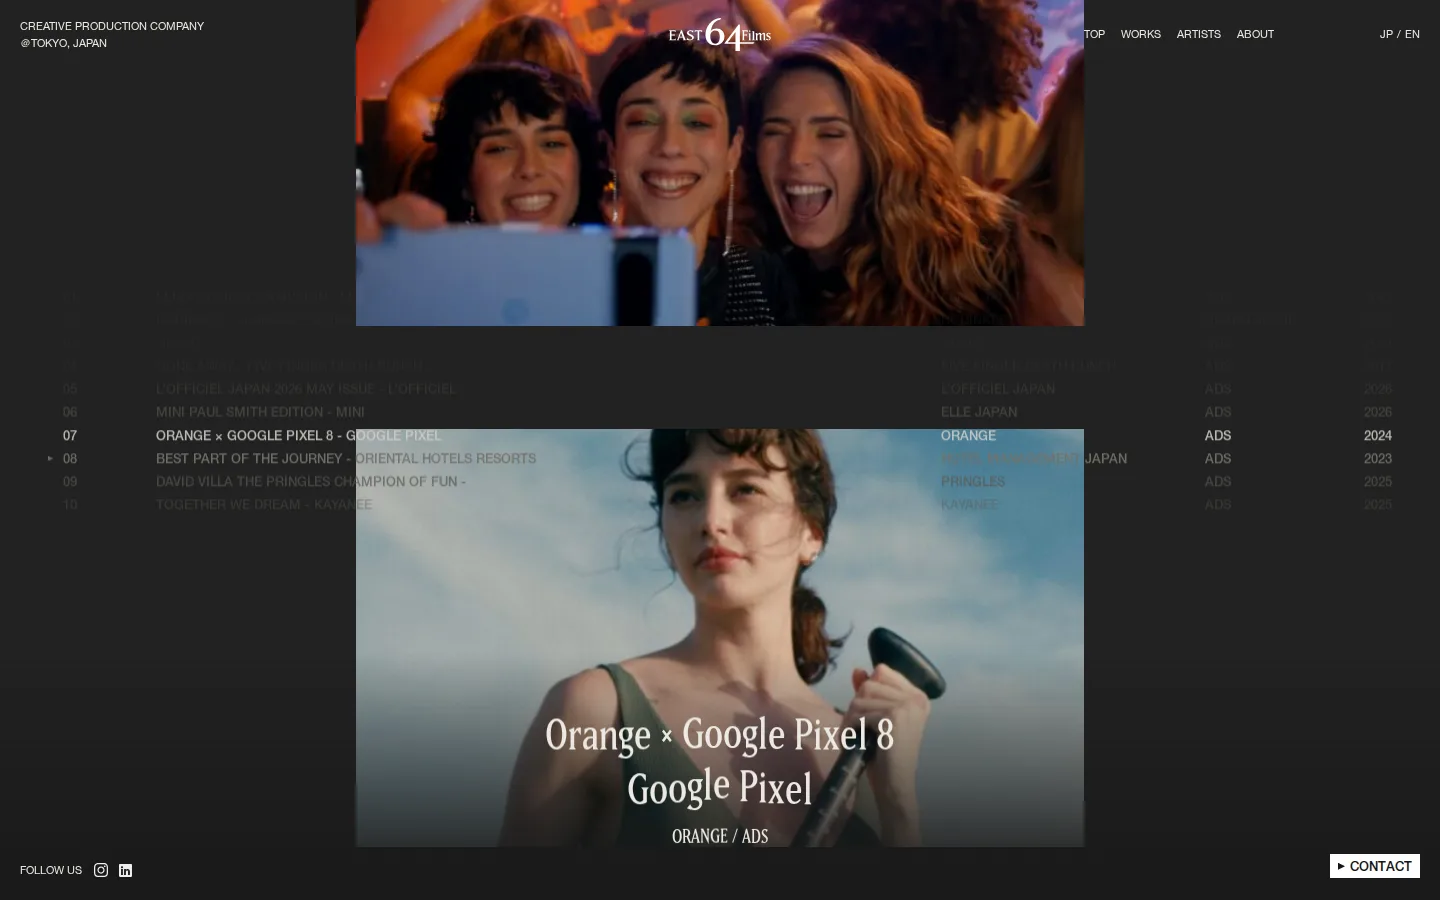 CREATIVE PRODUCTION COMPANY
@TOKYO, JAPAN
EAST 64 Films
TOP WORKS ARTISTS ABOUT
JP / EN
05 L'OFFICIEL JAPAN 2026 MAY ISSUE - L'OFFICIEL L'OFFICIEL JAPAN ADS 2026
06 MINI PAUL SMITH EDITION - MINI ELLE JAPAN ADS 2026
07 ORANGE × GOOGLE PIXEL 8 - GOOGLE PIXEL ORANGE ADS 2024
08 BEST PART OF THE JOURNEY - ORIENTAL HOTELS RESORTS JAPAN ADS 2023
09 DAVID VILLA THE PRINGLES CHAMPION OF FUN - PRINGLES ADS 2025
10 TOGETHER WE DREAM - KAYANEE KAYANEE ADS 2025
Orange × Google Pixel 8
Google Pixel
ORANGE / ADS
FOLLOW US
CONTACT